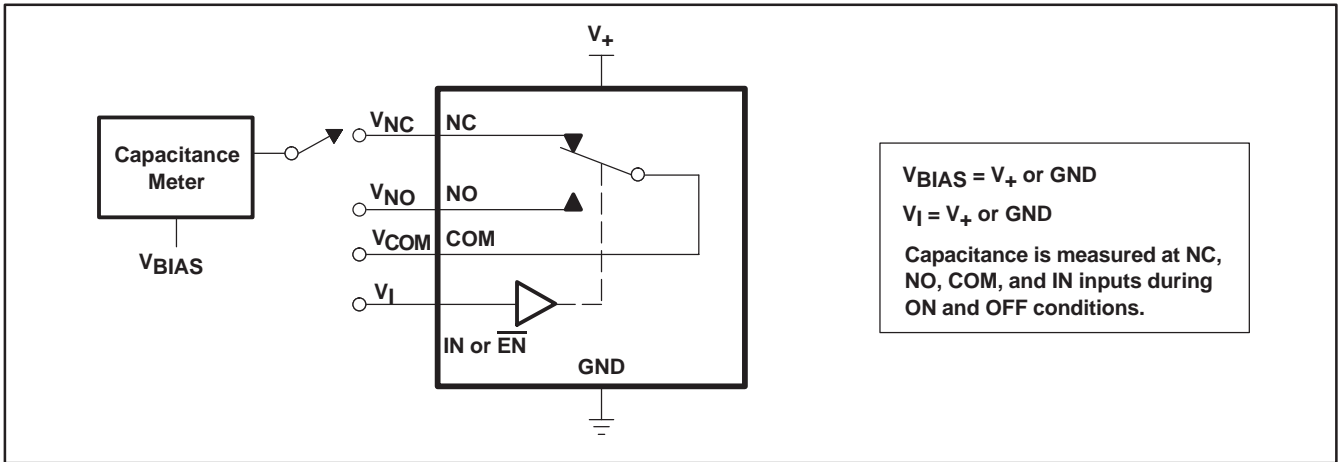 V+
Capacitance
Meter
VBIAS
VNC NC
VNO NO
VCOM COM
VI
IN or E̅N̅
GND
VBIAS = V+ or GND
VI = V+ or GND
Capacitance is measured at NC,
NO, COM, and IN inputs during
ON and OFF conditions.